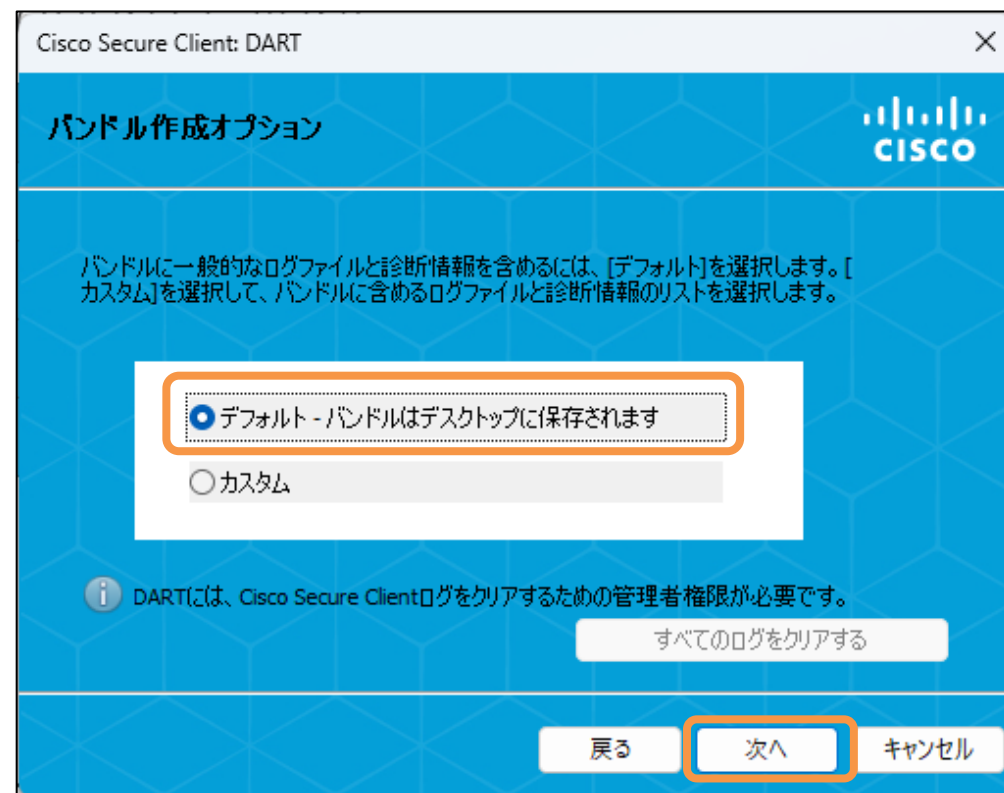 Cisco Secure Client: DART
バンドル作成オプション
CISCO
バンドルに一般的なログファイルと診断情報を含めるには、[デフォルト]を選択します。[
カスタム]を選択して、バンドルに含めるログファイルと診断情報のリストを選択します。
デフォルト - バンドルはデスクトップに保存されます
カスタム
DARTには、Cisco Secure Clientログをクリアするための管理者権限が必要です。
すべてのログをクリアする
戻る
次へ
キャンセル